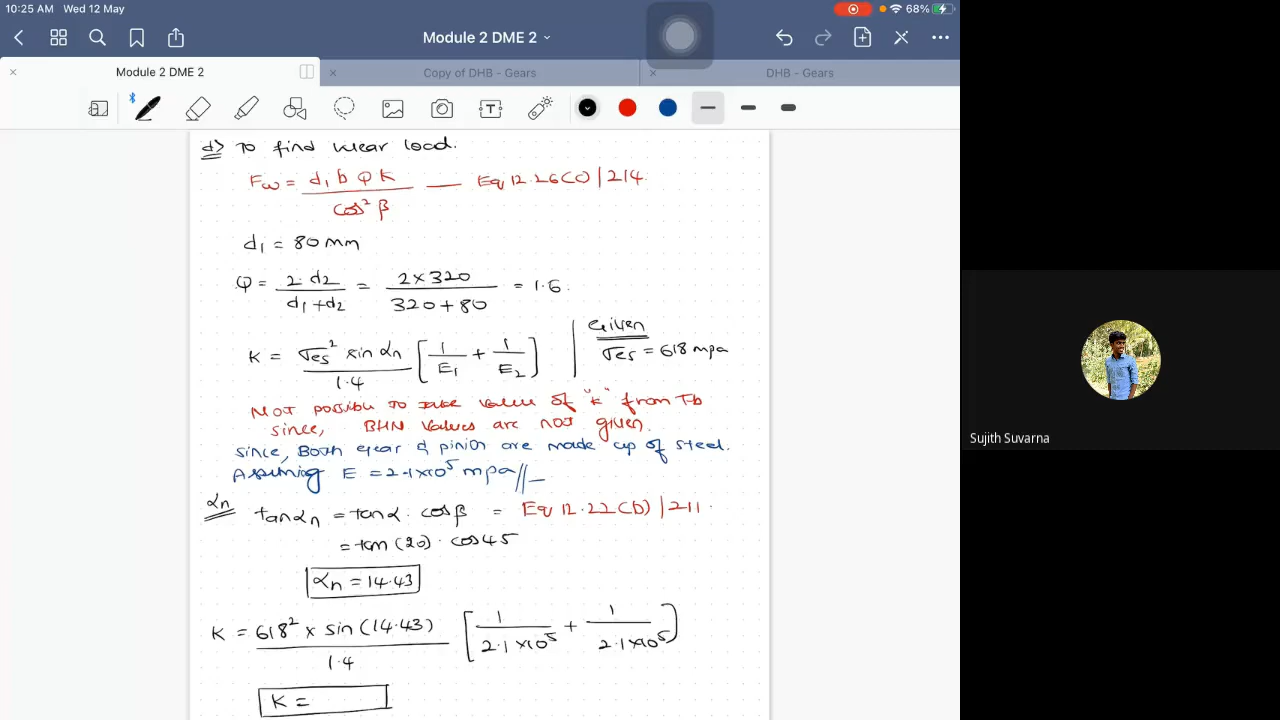 10:25 AM Wed 12 May
68%
Module 2 DME 2
Module 2 DME 2
Copy of DHB - Gears
DHB - Gears
d) To find wear load.
Fw = d1 b Q K / cos² β — Eq 12.26(c) | 214
d1 = 80 mm
Q = 2·d2 / d1+d2 = 2×320 / 320+80 = 1.6
Given
σes = 618 mpa
K = σes² sin αn / 1.4 [1/E1 + 1/E2]
Not possible to take value of "k" from Tb
since, BHN values are not given.
since, Both gear & pinion are made up of steel.
Assuming E = 2.1×10⁵ mpa //
αn
tan αn = tan α · cos β = Eq 12.22(b) | 211.
= tan (20) · cos 45
αn = 14.43
K = 618² × sin (14.43) / 1.4 [1 / 2.1×10⁵ + 1 / 2.1×10⁵]
K =
Sujith Suvarna